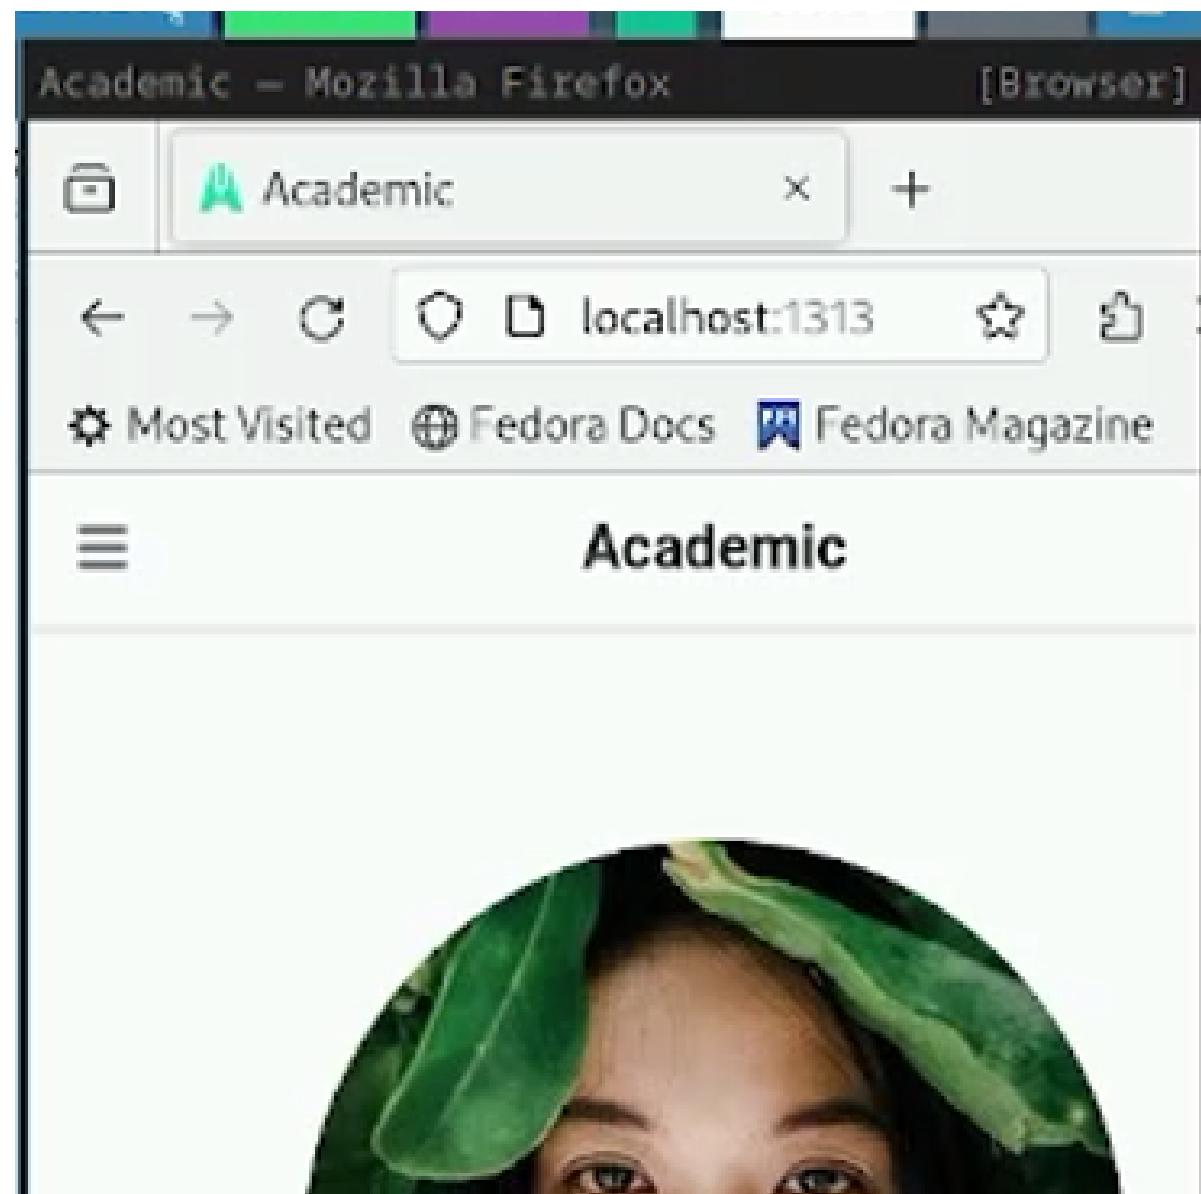 Academic — Mozilla Firefox [Browser]
Academic
localhost:1313
Most Visited Fedora Docs Fedora Magazine
Academic